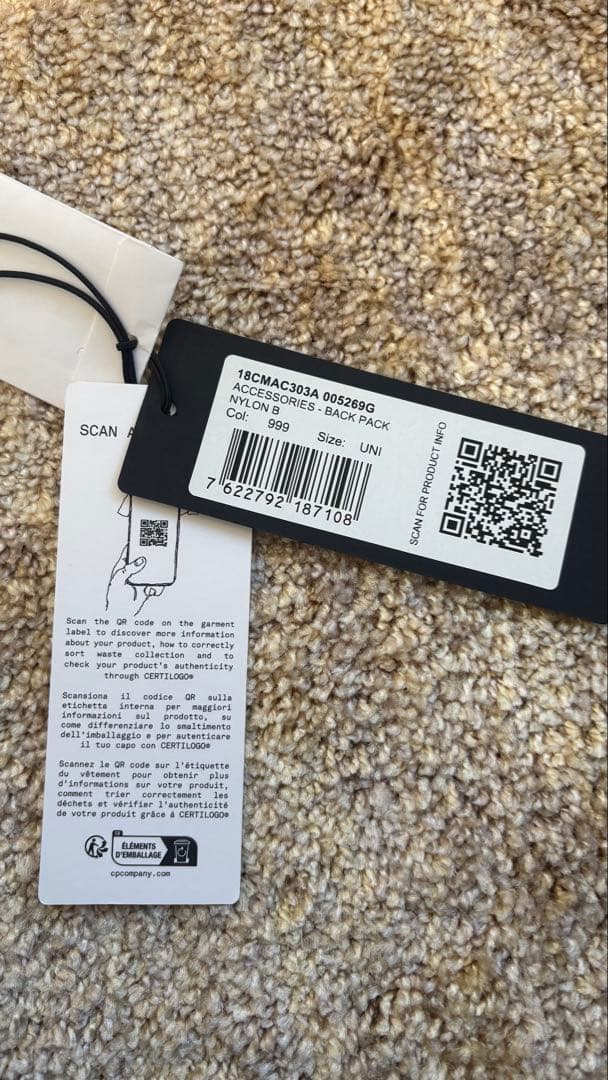 18CMAC303A 005269G
ACCESSORIES - BACK PACK
NYLON B
Col: 999 Size: UNI
7 622792 187108
SCAN FOR PRODUCT INFO
SCAN
Scan the QR code on the garment
label to discover more information
about your product, how to correctly
sort waste collection and to
check your product's authenticity
through CERTILOGO®
Scansiona il codice QR sulla
etichetta interna per maggiori
informazioni sul prodotto, su
come differenziare lo smaltimento
dell'imballaggio e per autenticare
il tuo capo con CERTILOGO®
Scannez le QR code sur l'étiquette
du vêtement pour obtenir plus
d'informations sur votre produit,
comment trier correctement les
déchets et vérifier l'authenticité
de votre produit grâce à CERTILOGO®
FR
ÉLÉMENTS
D'EMBALLAGE
cpcompany.com